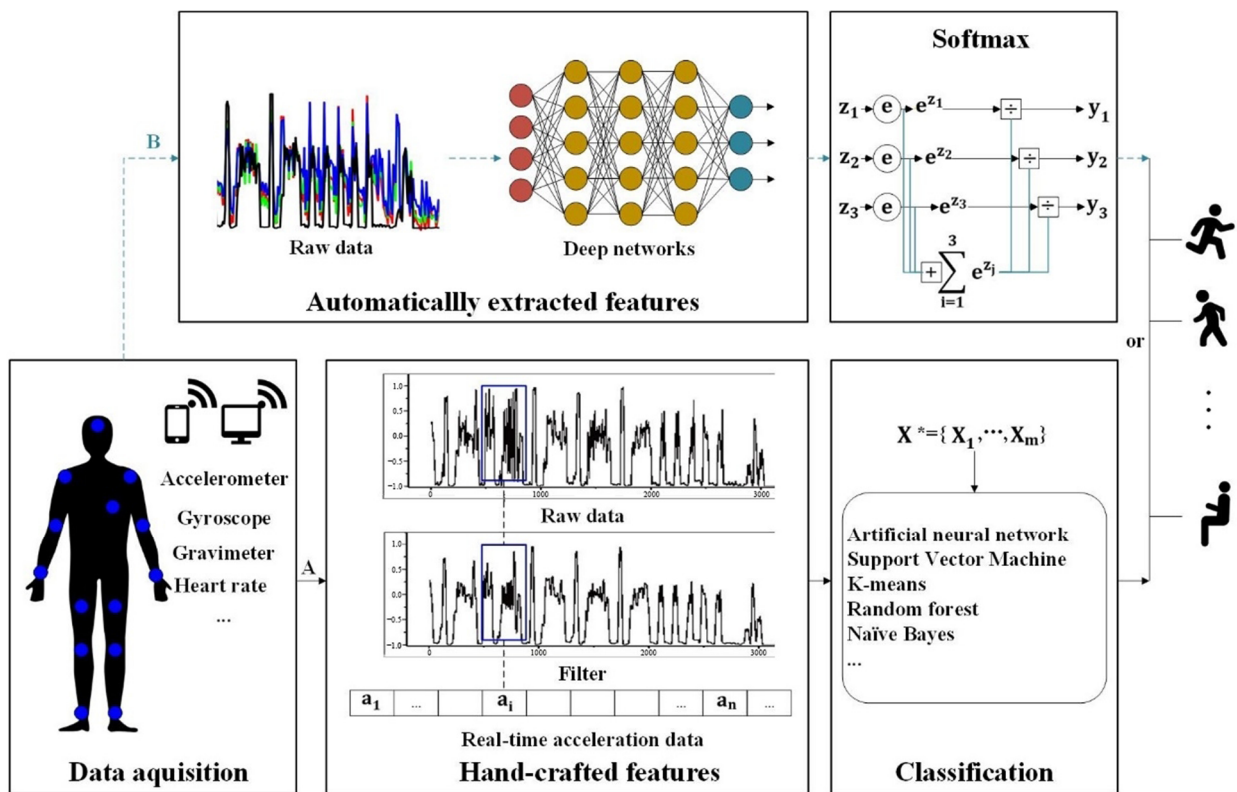 B
Raw data
Deep networks
Automaticallly extracted features
Softmax
z1 e e^z1 ÷ y1
z2 e e^z2 ÷ y2
z3 e e^z3 ÷ y3
3
+ ∑ e^zj
i=1
or
Accelerometer
Gyroscope
Gravimeter
Heart rate
...
Data aquisition
A
1.0
0.5
0.0
-0.5
-1.0
0 1000 2000 3000
Raw data
1.0
0.5
0.0
-0.5
-1.0
0 1000 2000 3000
Filter
a1 ... ai ... an ...
Real-time acceleration data
Hand-crafted features
X*={X1,⋯,Xm}
Artificial neural network
Support Vector Machine
K-means
Random forest
Naïve Bayes
...
Classification